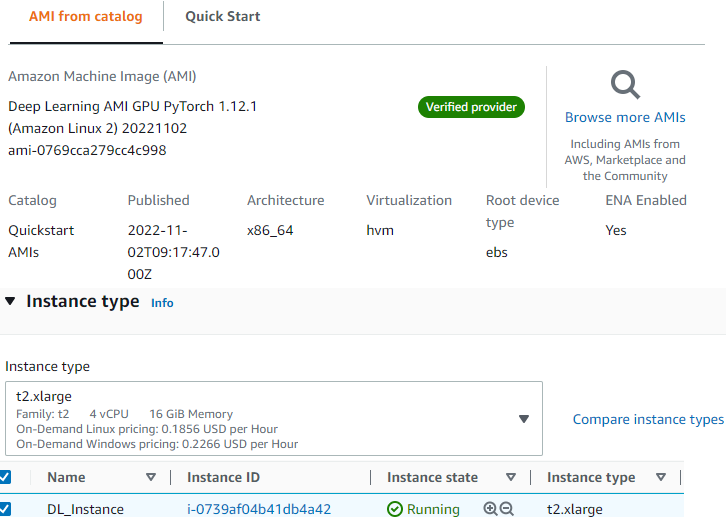 AMI from catalog
Quick Start
Amazon Machine Image (AMI)
Deep Learning AMI GPU PyTorch 1.12.1
(Amazon Linux 2) 20221102
ami-0769cca279cc4c998
Verified provider
Browse more AMIs
Including AMIs from
AWS, Marketplace and
the Community
Catalog
Published
Architecture
Virtualization
Root device
type
ENA Enabled
Quickstart
AMIs
2022-11-
02T09:17:47.0
00Z
x86_64
hvm
ebs
Yes
Instance type Info
Instance type
t2.xlarge
Family: t2 4 vCPU 16 GiB Memory
On-Demand Linux pricing: 0.1856 USD per Hour
On-Demand Windows pricing: 0.2266 USD per Hour
Compare instance types
Name Instance ID Instance state Instance type
DL_Instance i-0739af04b41db4a42 Running t2.xlarge